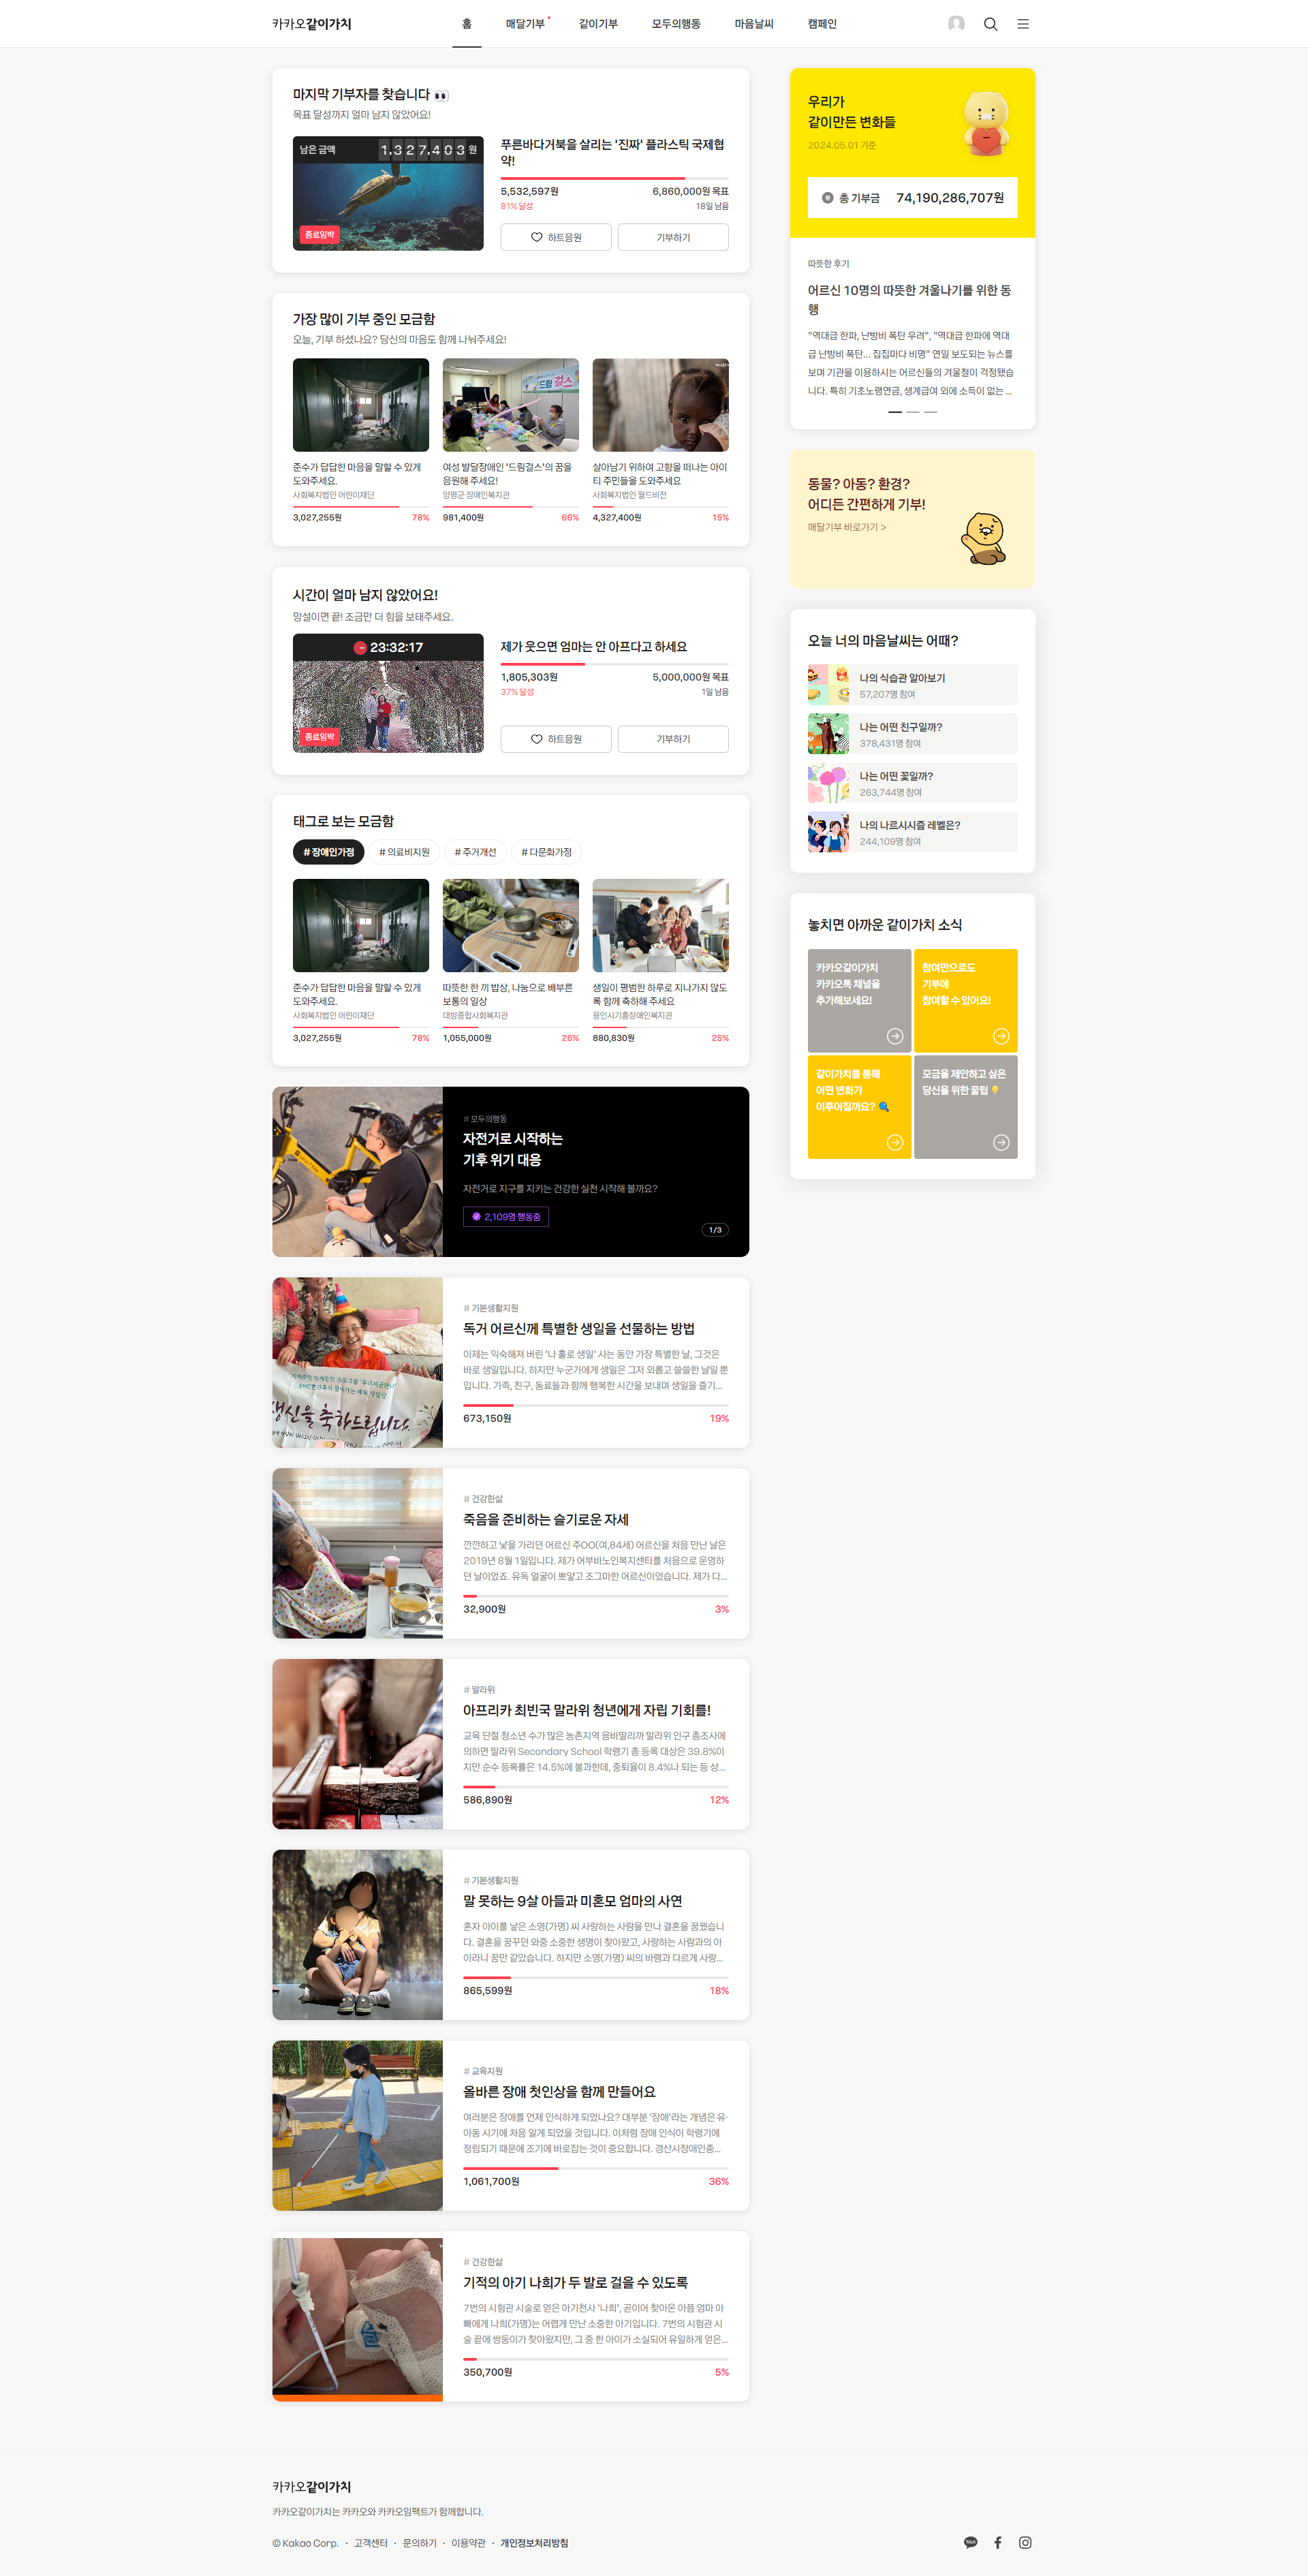 카카오같이가치
홈
매달기부
같이기부
모두의행동
마음날씨
캠페인
마지막 기부자를 찾습니다 👀
목표 달성까지 얼마 남지 않았어요!
남은 금액
1,327,403 원
종료임박
푸른바다거북을 살리는 '진짜' 플라스틱 국제협
약!
5,532,597원
6,860,000원 목표
81% 달성
18일 남음
하트응원
기부하기
가장 많이 기부 중인 모금함
오늘, 기부 하셨나요? 당신의 마음도 함께 나눠주세요!
드림걸스
준수가 답답한 마음을 말할 수 있게
도와주세요.
사회복지법인 어린이재단
3,027,255원
78%
여성 발달장애인 '드림걸스'의 꿈을
응원해 주세요!
양평군 장애인복지관
981,400원
66%
살아남기 위하여 고향을 떠나는 아이
티 주민들을 도와주세요
사회복지법인 월드비전
4,327,400원
15%
시간이 얼마 남지 않았어요!
망설이면 끝! 조금만 더 힘을 보태주세요.
23:32:17
종료임박
제가 웃으면 엄마는 안 아프다고 하세요
1,805,303원
5,000,000원 목표
37% 달성
1일 남음
하트응원
기부하기
태그로 보는 모금함
# 장애인가정
# 의료비지원
# 주거개선
# 다문화가정
준수가 답답한 마음을 말할 수 있게
도와주세요.
사회복지법인 어린이재단
3,027,255원
78%
따뜻한 한 끼 밥상, 나눔으로 배부른
보통의 일상
대방종합사회복지관
1,055,000원
26%
생일이 평범한 하루로 지나가지 않도
록 함께 축하해 주세요
용인시기흥장애인복지관
880,830원
25%
# 모두의행동
자전거로 시작하는
기후 위기 대응
자전거로 지구를 지키는 건강한 실천 시작해 볼까요?
2,109명 행동중
1/3
생신을 축하드립니다.
# 기본생활지원
독거 어르신께 특별한 생일을 선물하는 방법
이제는 익숙해져 버린 '나 홀로 생일' 사는 동안 가장 특별한 날, 그것은
바로 생일입니다. 하지만 누군가에게 생일은 그저 외롭고 쓸쓸한 날일 뿐
입니다. 가족, 친구, 동료들과 함께 행복한 시간을 보내며 생일을 즐기...
673,150원
19%
# 건강한삶
죽음을 준비하는 슬기로운 자세
깐깐하고 낯을 가리던 어르신 주OO(여,84세) 어르신을 처음 만난 날은
2019년 8월 1일입니다. 제가 어부바노인복지센터를 처음으로 운영하
던 날이었죠. 유독 얼굴이 뽀얗고 조그마한 어르신이었습니다. 제가 다...
32,900원
3%
# 말라위
아프리카 최빈국 말라위 청년에게 자립 기회를!
교육 단절 청소년 수가 많은 농촌지역 음바딸리까 말라위 인구 총조사에
의하면 말라위 Secondary School 학령기 총 등록 대상은 39.8%이
지만 순수 등록률은 14.5%에 불과한데, 중퇴율이 8.4%나 되는 등 상...
586,890원
12%
# 기본생활지원
말 못하는 9살 아들과 미혼모 엄마의 사연
혼자 아이를 낳은 소영(가명) 씨 사랑하는 사람을 만나 결혼을 꿈꿨습니
다. 결혼을 꿈꾸던 와중 소중한 생명이 찾아왔고, 사랑하는 사람과의 아
이라니 꿈만 같았습니다. 하지만 소영(가명) 씨의 바램과 다르게 사랑...
865,599원
18%
# 교육지원
올바른 장애 첫인상을 함께 만들어요
여러분은 장애를 언제 인식하게 되었나요? 대부분 '장애'라는 개념은 유·
아동 시기에 처음 알게 되었을 것입니다. 이처럼 장애 인식이 학령기에
정립되기 때문에 조기에 바로잡는 것이 중요합니다. 경산시장애인종...
1,061,700원
36%
# 건강한삶
기적의 아기 나희가 두 발로 걸을 수 있도록
7번의 시험관 시술로 얻은 아기천사 '나희', 곧이어 찾아온 아픔 엄마 아
빠에게 나희(가명)는 어렵게 만난 소중한 아기입니다. 7번의 시험관 시
술 끝에 쌍둥이가 찾아왔지만, 그 중 한 아이가 소실되어 유일하게 얻은...
350,700원
5%
우리가
같이만든 변화들
2024.05.01 기준
총 기부금
74,190,286,707원
따뜻한 후기
어르신 10명의 따뜻한 겨울나기를 위한 동
행
"역대급 한파, 난방비 폭탄 우려", "역대급 한파에 역대
급 난방비 폭탄... 집집마다 비명" 연일 보도되는 뉴스를
보며 기관을 이용하시는 어르신들의 겨울철이 걱정됐습
니다. 특히 기초노령연금, 생계급여 외에 소득이 없는 ...
동물? 아동? 환경?
어디든 간편하게 기부!
매달기부 바로가기 >
오늘 너의 마음날씨는 어때?
나의 식습관 알아보기
57,207명 참여
나는 어떤 친구일까?
378,431명 참여
나는 어떤 꽃일까?
263,744명 참여
나의 나르시시즘 레벨은?
244,109명 참여
놓치면 아까운 같이가치 소식
카카오같이가치
카카오톡 채널을
추가해보세요!
참여만으로도
기부에
참여할 수 있어요!
같이가치를 통해
어떤 변화가
이루어질까요? 🔍
모금을 제안하고 싶은
당신을 위한 꿀팁 💡
카카오같이가치
카카오같이가치는 카카오와 카카오임팩트가 함께합니다.
© Kakao Corp. · 고객센터 · 문의하기 · 이용약관 · 개인정보처리방침
TALK